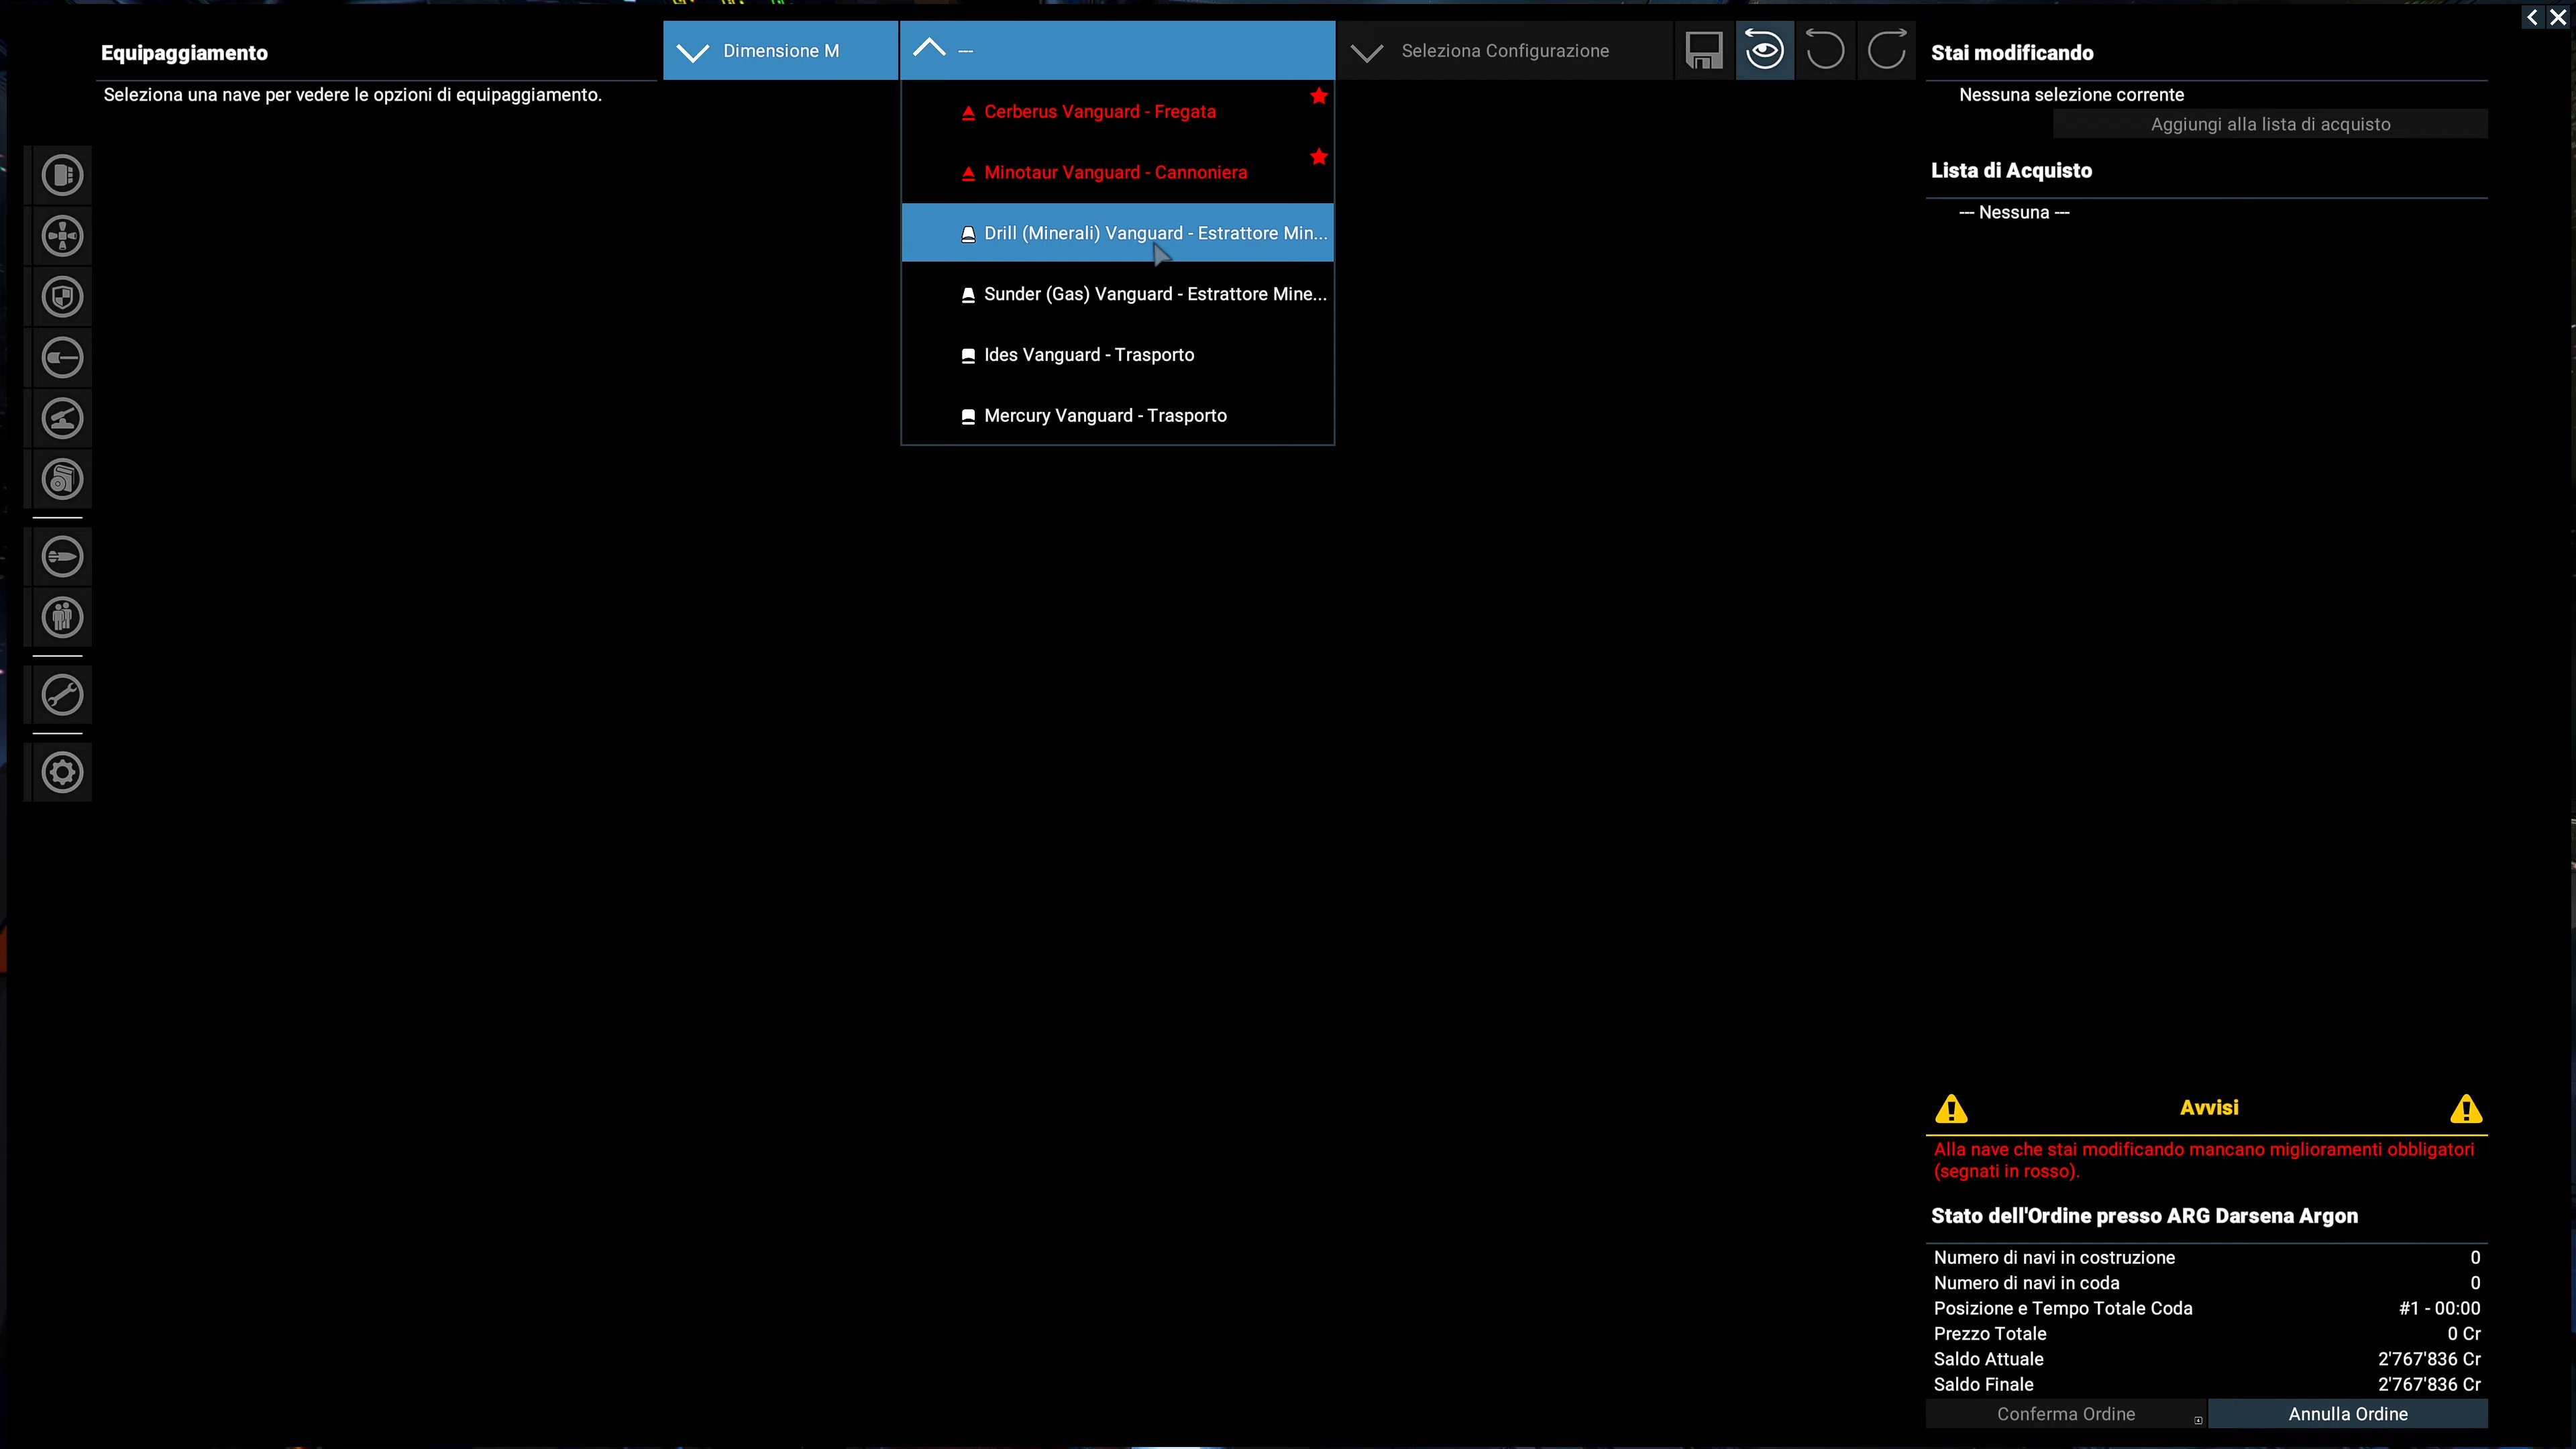 Equipaggiamento
Seleziona una nave per vedere le opzioni di equipaggiamento.
Dimensione M
---
Seleziona Configurazione
Cerberus Vanguard - Fregata
Minotaur Vanguard - Cannoniera
Drill (Minerali) Vanguard - Estrattore Min...
Sunder (Gas) Vanguard - Estrattore Mine...
Ides Vanguard - Trasporto
Mercury Vanguard - Trasporto
Stai modificando
Nessuna selezione corrente
Aggiungi alla lista di acquisto
Lista di Acquisto
--- Nessuna ---
Avvisi
Alla nave che stai modificando mancano miglioramenti obbligatori
(segnati in rosso).
Stato dell'Ordine presso ARG Darsena Argon
Numero di navi in costruzione 0
Numero di navi in coda 0
Posizione e Tempo Totale Coda #1 - 00:00
Prezzo Totale 0 Cr
Saldo Attuale 2'767'836 Cr
Saldo Finale 2'767'836 Cr
Conferma Ordine
Annulla Ordine